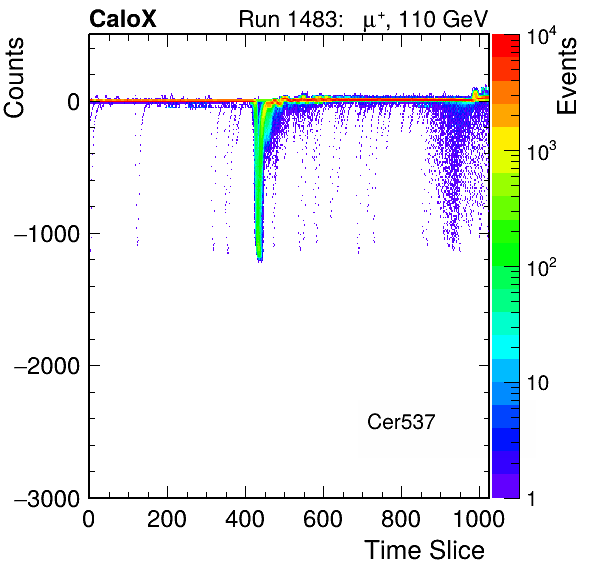 CaloX Run 1483: μ⁺, 110 GeV
Counts
Events
0
−1000
−2000
−3000
10⁴
10³
10²
10
1
Cer537
0 200 400 600 800 1000
Time Slice